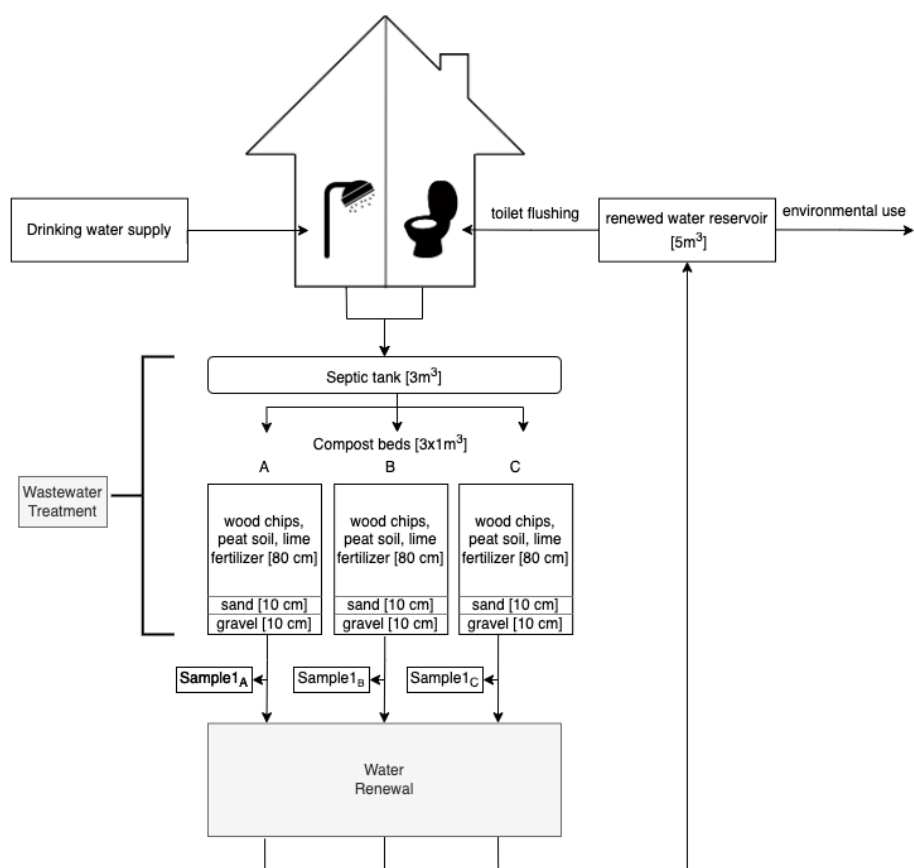 toilet flushing
environmental use
Drinking water supply
renewed water reservoir
[5m³]
Septic tank [3m³]
Compost beds [3x1m³]
A
B
C
Wastewater
Treatment
wood chips,
peat soil, lime
fertilizer [80 cm]
wood chips,
peat soil, lime
fertilizer [80 cm]
wood chips,
peat soil, lime
fertilizer [80 cm]
sand [10 cm]
sand [10 cm]
sand [10 cm]
gravel [10 cm]
gravel [10 cm]
gravel [10 cm]
Sample1A
Sample1B
Sample1C
Water
Renewal